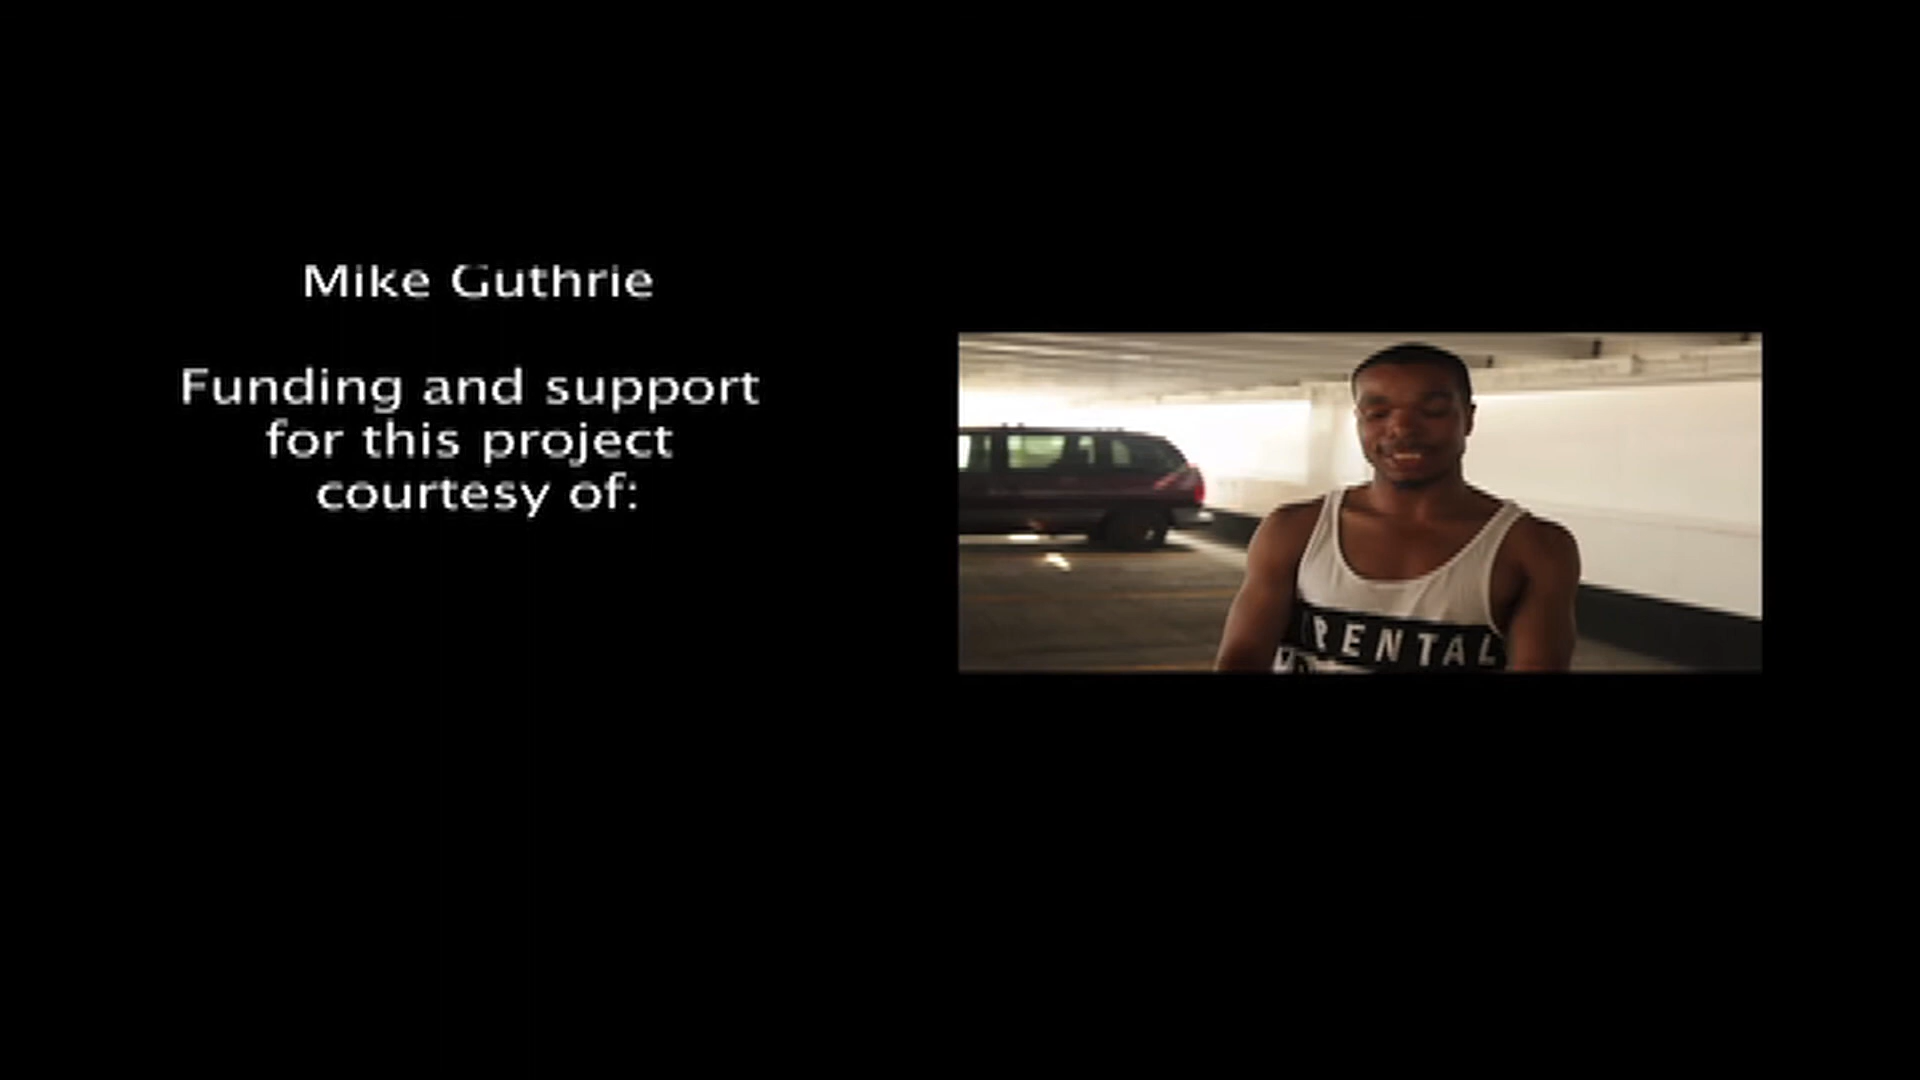 Mike Guthrie
Funding and support
for this project
courtesy of:
RENTAL